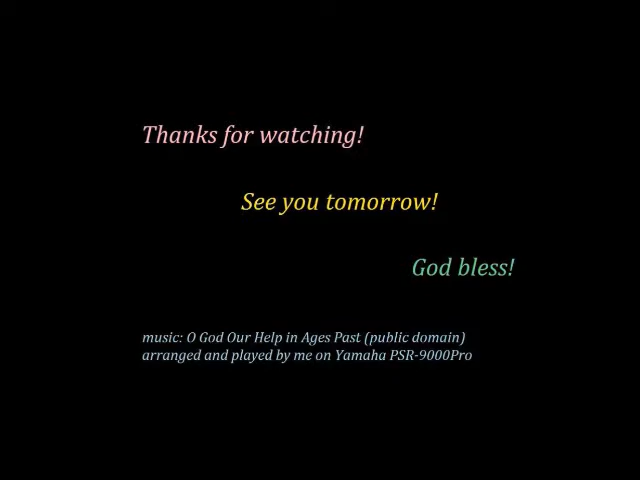 Thanks for watching!
See you tomorrow!
God bless!
music: O God Our Help in Ages Past (public domain)
arranged and played by me on Yamaha PSR-9000Pro